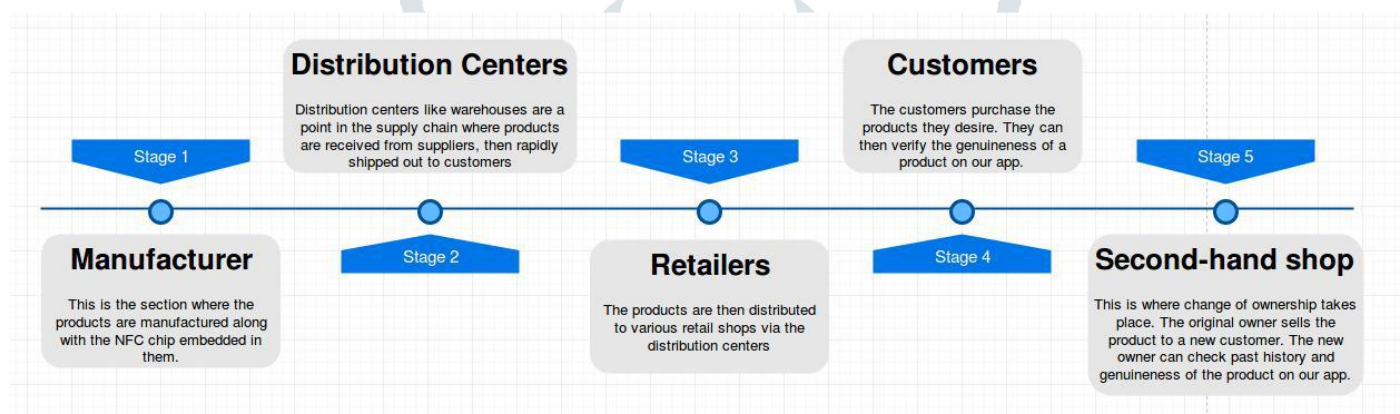 Stage 1
Manufacturer
This is the section where the
products are manufactured along
with the NFC chip embedded in
them.
Distribution Centers
Distribution centers like warehouses are a
point in the supply chain where products
are received from suppliers, then rapidly
shipped out to customers
Stage 2
Stage 3
Retailers
The products are then distributed
to various retail shops via the
distribution centers
Customers
The customers purchase the
products they desire. They can
then verify the genuineness of a
product on our app.
Stage 4
Stage 5
Second-hand shop
This is where change of ownership takes
place. The original owner sells the
product to a new customer. The new
owner can check past history and
genuineness of the product on our app.